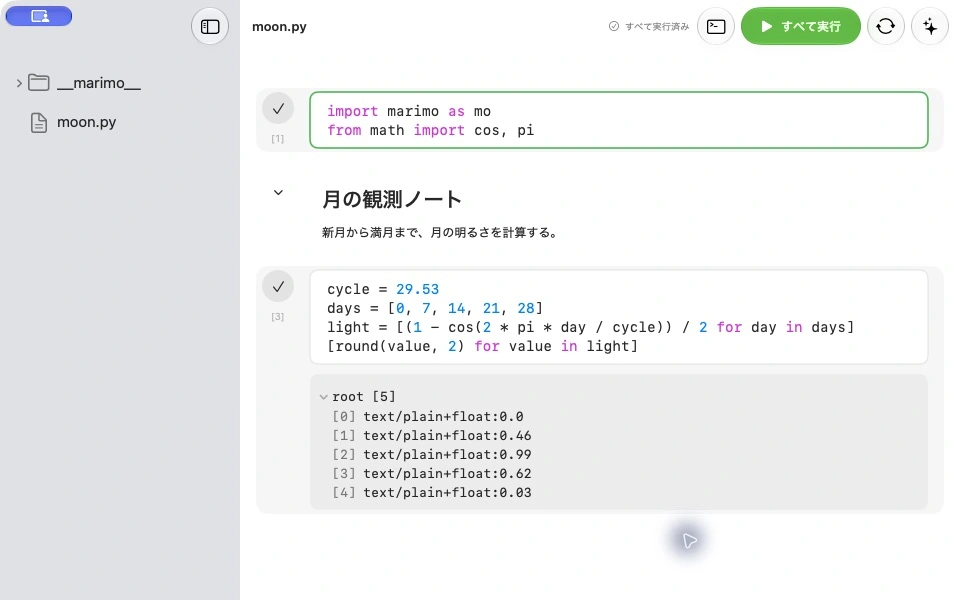 moon.py
すべて実行済み
すべて実行
__marimo__
moon.py
import marimo as mo
from math import cos, pi
[1]
月の観測ノート
新月から満月まで、月の明るさを計算する。
cycle = 29.53
days = [0, 7, 14, 21, 28]
light = [(1 - cos(2 * pi * day / cycle)) / 2 for day in days]
[round(value, 2) for value in light]
[3]
root [5]
[0] text/plain+float:0.0
[1] text/plain+float:0.46
[2] text/plain+float:0.99
[3] text/plain+float:0.62
[4] text/plain+float:0.03